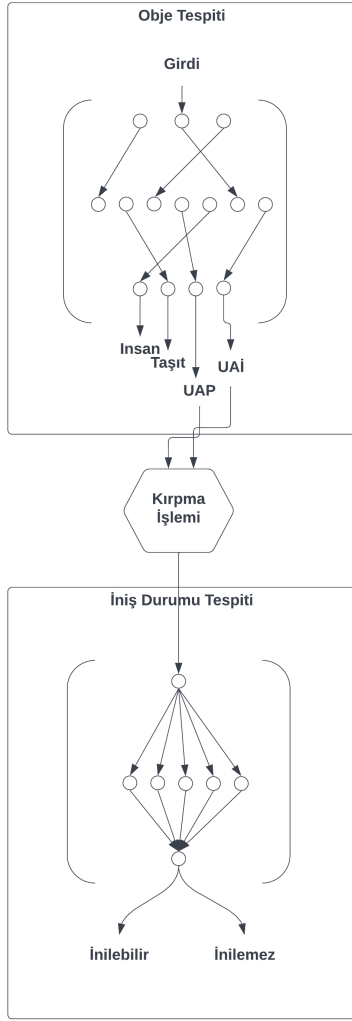 Obje Tespiti
Girdi
Insan
Taşıt
UAİ
UAP
Kırpma
İşlemi
İniş Durumu Tespiti
İnilebilir
İnilemez